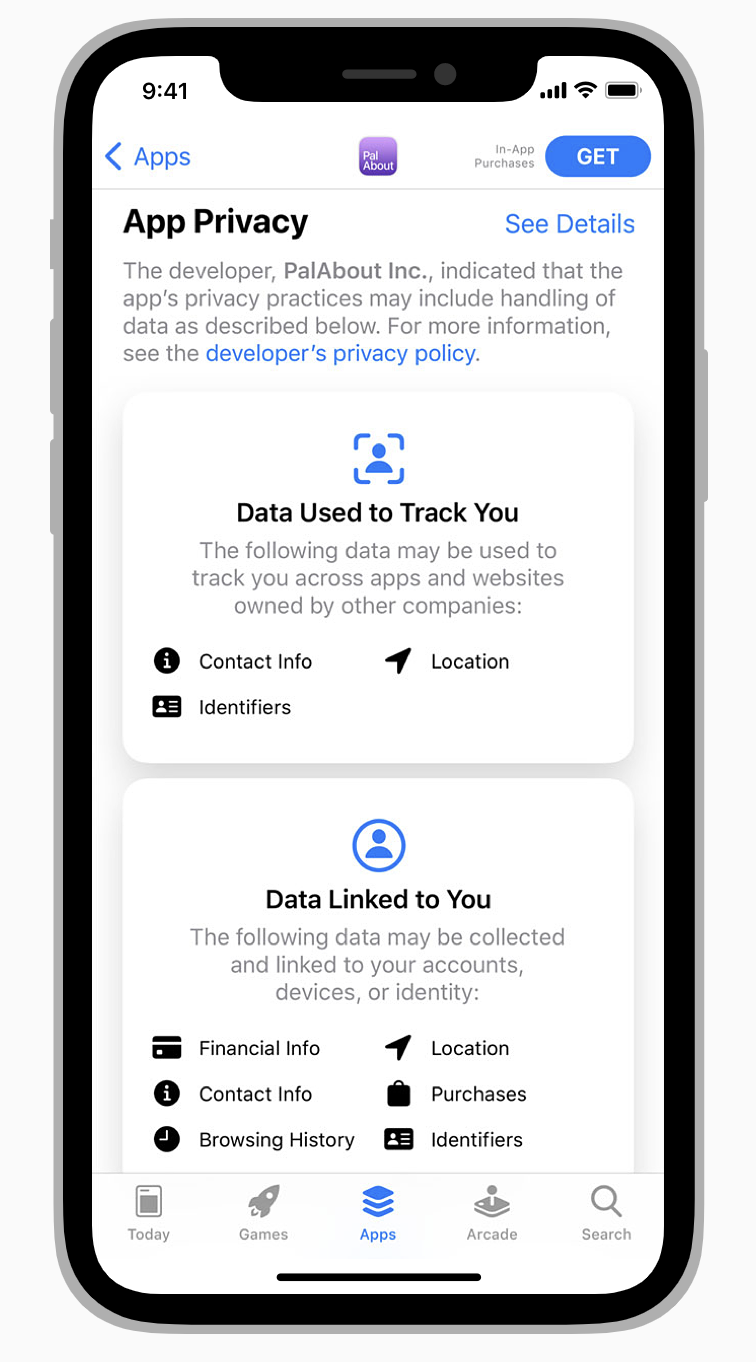 9:41
Apps
Pal
About
In-App
Purchases
GET
App Privacy
See Details
The developer, PalAbout Inc., indicated that the
app’s privacy practices may include handling of
data as described below. For more information,
see the developer’s privacy policy.
Data Used to Track You
The following data may be used to
track you across apps and websites
owned by other companies:
Contact Info
Location
Identifiers
Data Linked to You
The following data may be collected
and linked to your accounts,
devices, or identity:
Financial Info
Location
Contact Info
Purchases
Browsing History
Identifiers
Today
Games
Apps
Arcade
Search